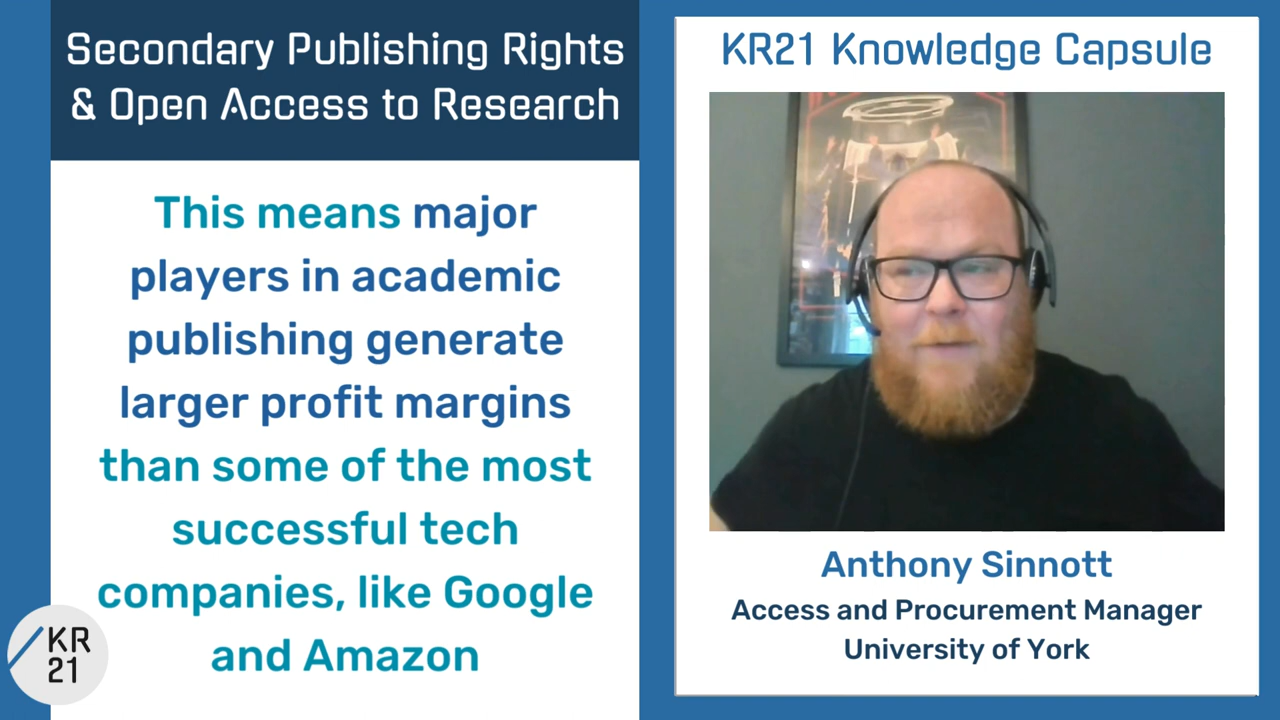 Secondary Publishing Rights
& Open Access to Research
This means major
players in academic
publishing generate
larger profit margins
than some of the most
successful tech
companies, like Google
and Amazon
KR
21
KR21 Knowledge Capsule
Anthony Sinnott
Access and Procurement Manager
University of York